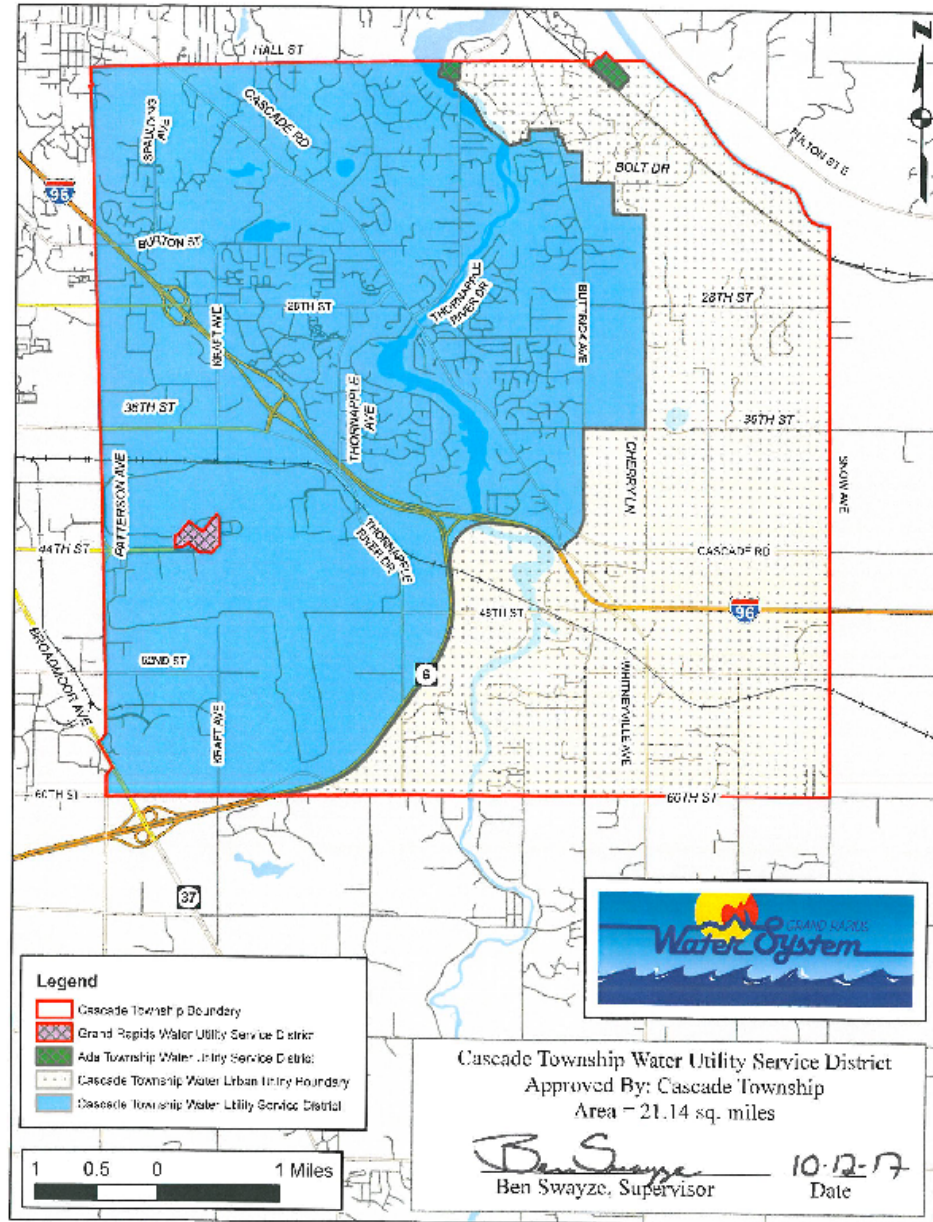 HALL ST
N
SPAULDING AVE
CASCADE RD
FULTON ST E
BOLT DR
96
BURTON ST
28TH ST
THORNAPPLE RIVER DR
BUTTRICK AVE
28TH ST
KRAFT AVE
36TH ST
THORNAPPLE AVE
36TH ST
CHERRY LN
SNOW AVE
PATTERSON AVE
44TH ST
THORNAPPLE RIVER DR
CASCADE RD
48TH ST
96
BROADMOOR AVE
52ND ST
6
KRAFT AVE
WHITNEYVILLE AVE
60TH ST
60TH ST
37
GRAND RAPIDS
Water System
Legend
Cascade Township Boundary
Grand Rapids Water Utility Service District
Ada Township Water Utility Service District
Cascade Township Water Urban Utility Boundary
Cascade Township Water Utility Service District
1 0.5 0 1 Miles
Cascade Township Water Utility Service District
Approved By: Cascade Township
Area = 21.14 sq. miles
Ben Swayze 10-12-17
Ben Swayze, Supervisor Date